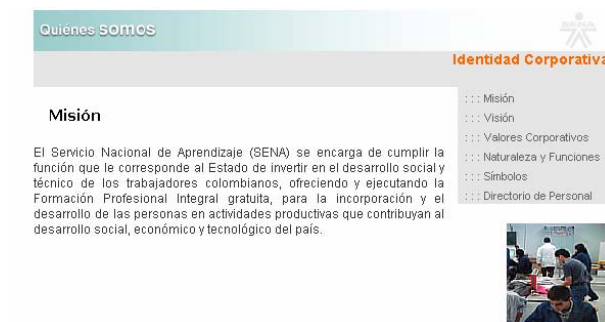 Quiénes somos
SENA
Identidad Corporativa
Misión
El Servicio Nacional de Aprendizaje (SENA) se encarga de cumplir la
función que le corresponde al Estado de invertir en el desarrollo social y
técnico de los trabajadores colombianos, ofreciendo y ejecutando la
Formación Profesional Integral gratuita, para la incorporación y el
desarrollo de las personas en actividades productivas que contribuyan al
desarrollo social, económico y tecnológico del país.
: : : Misión
: : : Visión
: : : Valores Corporativos
: : : Naturaleza y Funciones
: : : Símbolos
: : : Directorio de Personal